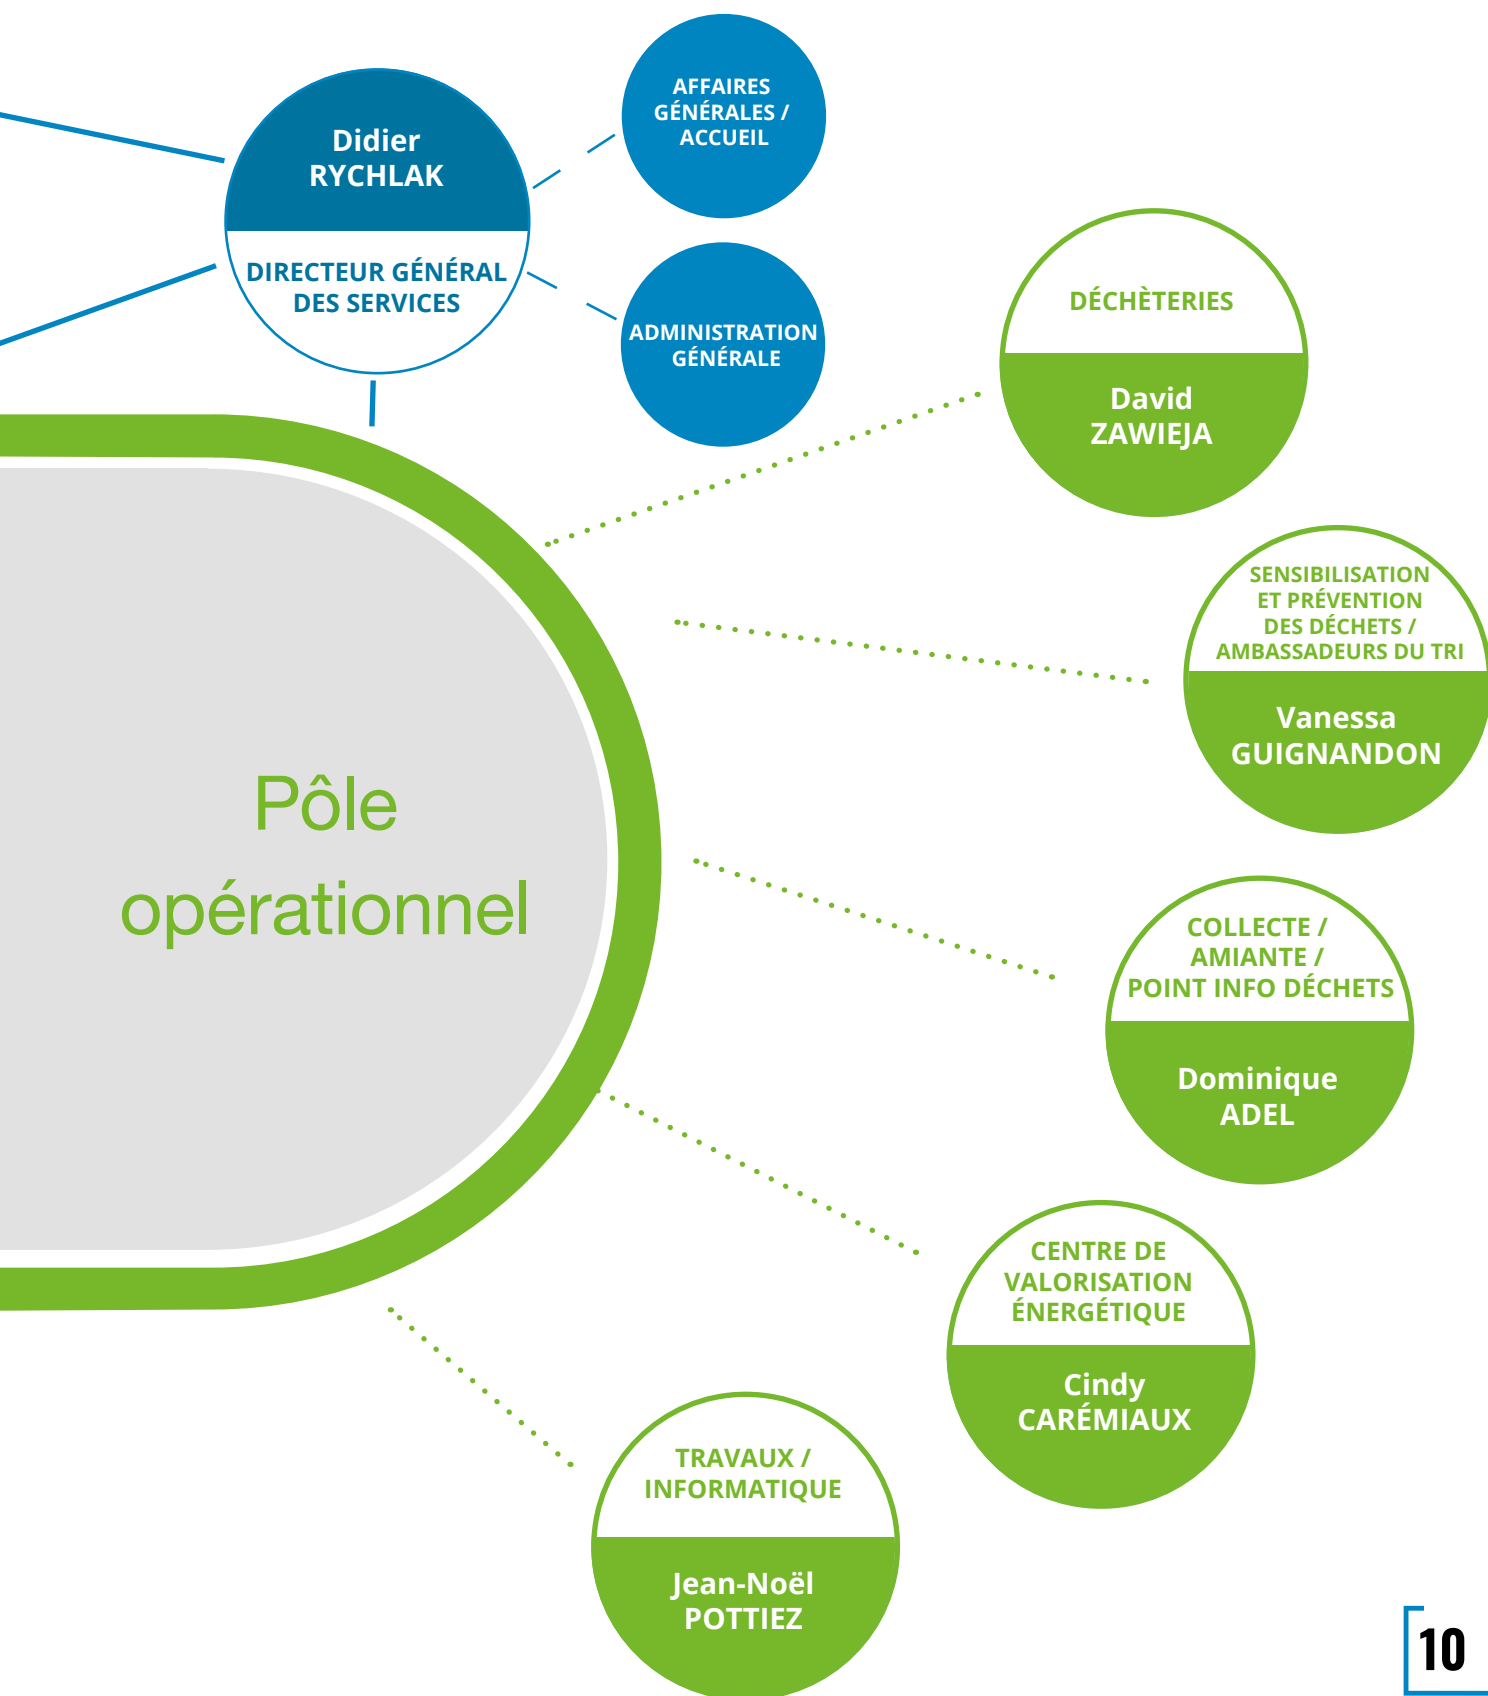 Didier
RYCHLAK
DIRECTEUR GÉNÉRAL
DES SERVICES
AFFAIRES
GÉNÉRALES /
ACCUEIL
ADMINISTRATION
GÉNÉRALE
DÉCHÈTERIES
David
ZAWIEJA
SENSIBILISATION
ET PRÉVENTION
DES DÉCHETS /
AMBASSADEURS DU TRI
Vanessa
GUIGNANDON
Pôle
opérationnel
COLLECTE /
AMIANTE /
POINT INFO DÉCHETS
Dominique
ADEL
CENTRE DE
VALORISATION
ÉNERGÉTIQUE
Cindy
CARÉMIAUX
TRAVAUX /
INFORMATIQUE
Jean-Noël
POTTIEZ
10